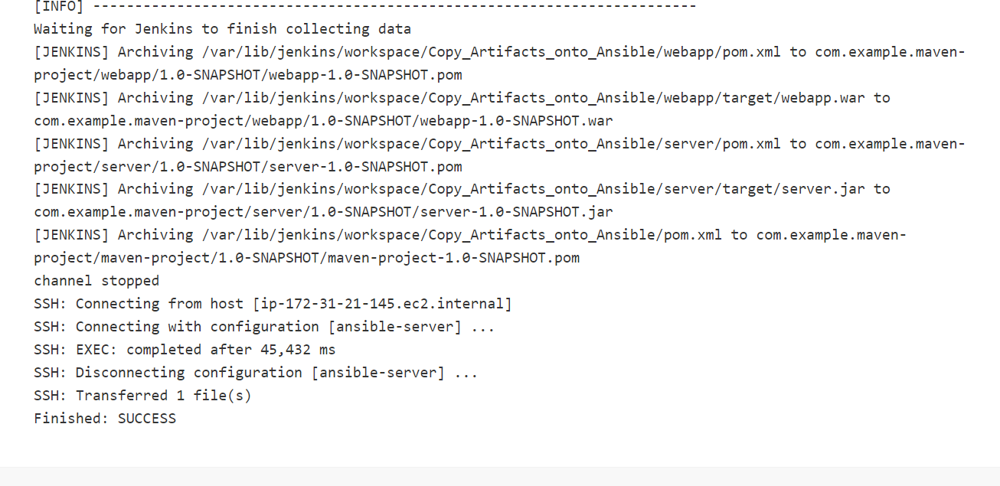 [INFO] ------------------------------------------------------------------------
Waiting for Jenkins to finish collecting data
[JENKINS] Archiving /var/lib/jenkins/workspace/Copy_Artifacts_onto_Ansible/webapp/pom.xml to com.example.maven-
project/webapp/1.0-SNAPSHOT/webapp-1.0-SNAPSHOT.pom
[JENKINS] Archiving /var/lib/jenkins/workspace/Copy_Artifacts_onto_Ansible/webapp/target/webapp.war to
com.example.maven-project/webapp/1.0-SNAPSHOT/webapp-1.0-SNAPSHOT.war
[JENKINS] Archiving /var/lib/jenkins/workspace/Copy_Artifacts_onto_Ansible/server/pom.xml to com.example.maven-
project/server/1.0-SNAPSHOT/server-1.0-SNAPSHOT.pom
[JENKINS] Archiving /var/lib/jenkins/workspace/Copy_Artifacts_onto_Ansible/server/target/server.jar to
com.example.maven-project/server/1.0-SNAPSHOT/server-1.0-SNAPSHOT.jar
[JENKINS] Archiving /var/lib/jenkins/workspace/Copy_Artifacts_onto_Ansible/pom.xml to com.example.maven-
project/maven-project/1.0-SNAPSHOT/maven-project-1.0-SNAPSHOT.pom
channel stopped
SSH: Connecting from host [ip-172-31-21-145.ec2.internal]
SSH: Connecting with configuration [ansible-server] ...
SSH: EXEC: completed after 45,432 ms
SSH: Disconnecting configuration [ansible-server] ...
SSH: Transferred 1 file(s)
Finished: SUCCESS